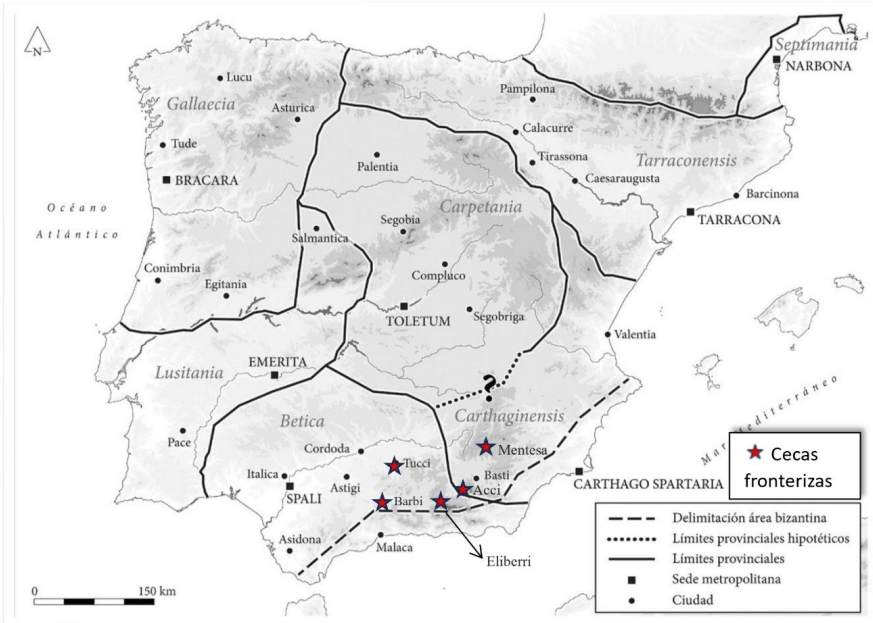 N
Septimania
NARBONA
Lucu
Gallaecia
Asturica
Pampilona
Calacurre
Tude
Palentia
Tirassona
Tarraconensis
BRACARA
Caesaraugusta
Barcinona
Océano
Atlántico
Carpetania
TARRACONA
Salmantica
Segobia
Conimbria
Compluco
Egitania
TOLETUM
Segobriga
Valentia
EMERITA
Lusitania
?
Betica
Carthaginensis
Mar Mediterráneo
Pace
Cordoba
Mentesa
Tucci
Italica
Astigi
Basti
CARTHAGO SPARTARIA
SPALI
Acci
Barbi
Asidona
Malaca
Eliberri
Cecas
fronterizas
Delimitación área bizantina
Límites provinciales hipotéticos
Límites provinciales
Sede metropolitana
Ciudad
0 150 km